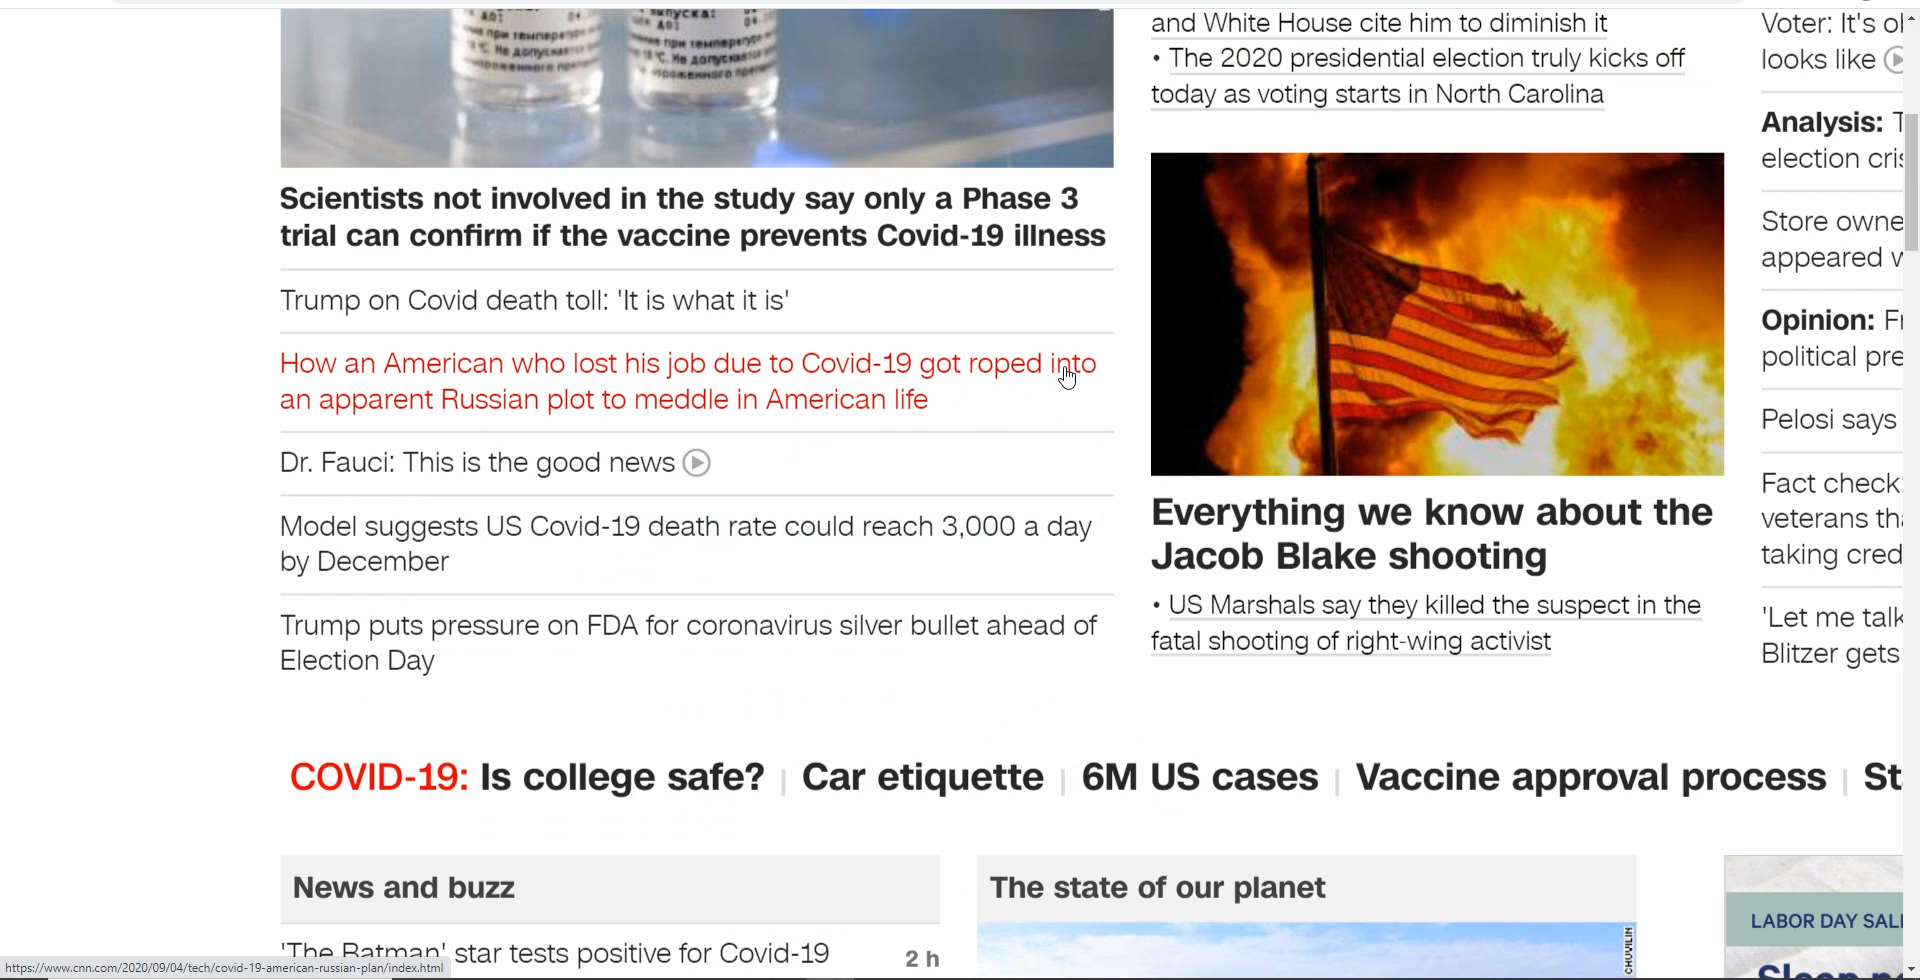 Scientists not involved in the study say only a Phase 3
trial can confirm if the vaccine prevents Covid-19 illness
Trump on Covid death toll: 'It is what it is'
How an American who lost his job due to Covid-19 got roped into
an apparent Russian plot to meddle in American life
Dr. Fauci: This is the good news
Model suggests US Covid-19 death rate could reach 3,000 a day
by December
Trump puts pressure on FDA for coronavirus silver bullet ahead of
Election Day
and White House cite him to diminish it
• The 2020 presidential election truly kicks off
today as voting starts in North Carolina
Everything we know about the
Jacob Blake shooting
• US Marshals say they killed the suspect in the
fatal shooting of right-wing activist
Voter: It's
looks like
Analysis:
election
Store
appeared
Opinion:
political
Pelosi says
Fact check
veterans
taking
'Let me talk
Blitzer gets
COVID-19: Is college safe? | Car etiquette | 6M US cases | Vaccine approval process |
News and buzz
'The Batman' star tests positive for Covid-19 2 h
The state of our planet
CHUVILIN
LABOR DAY
https://www.cnn.com/2020/09/04/tech/covid-19-american-russian-plan/index.html